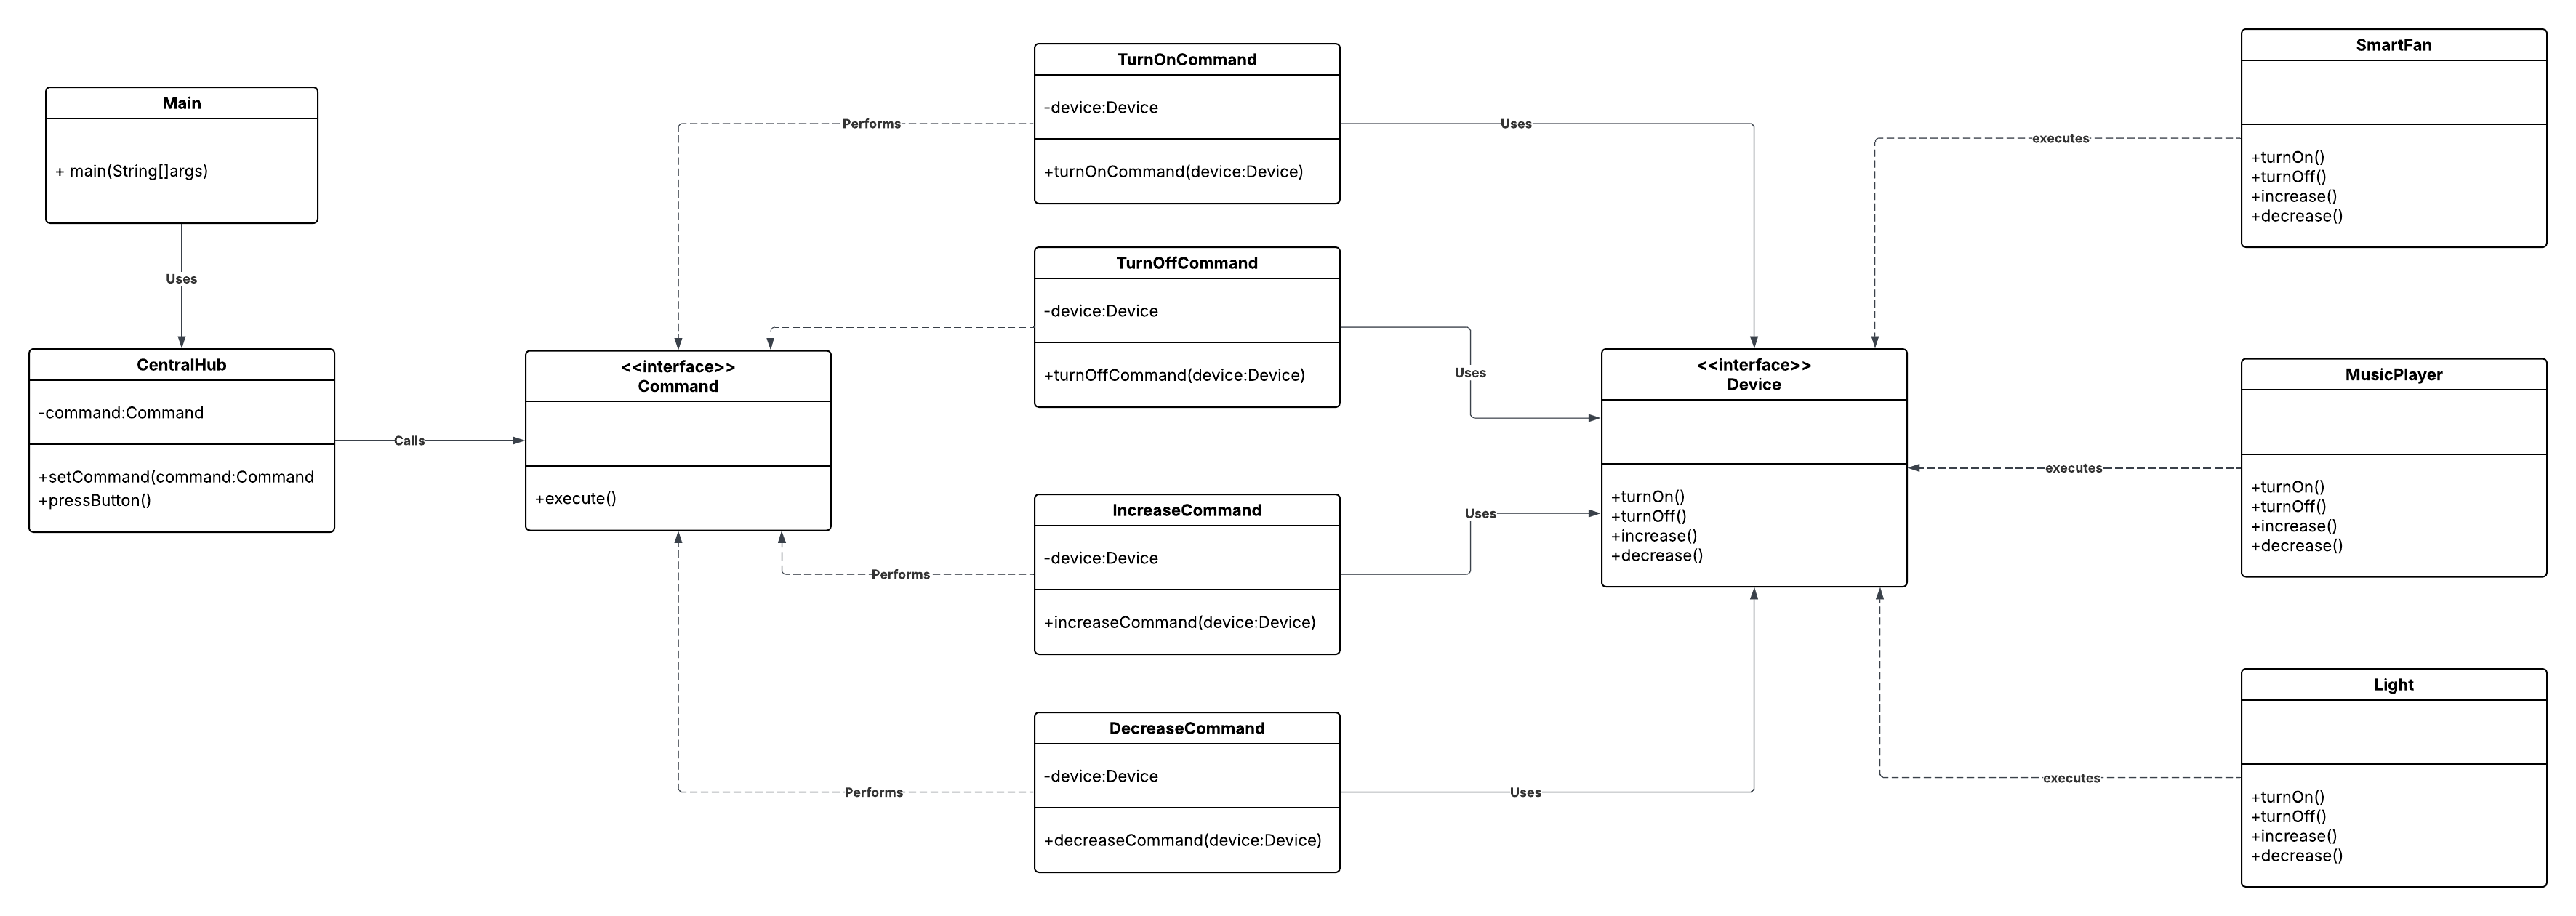 Main
+ main(String[]args)
Uses
CentralHub
-command:Command
+setCommand(command:Command
+pressButton()
Calls
<<interface>>
Command
+execute()
Performs
Performs
Performs
TurnOnCommand
-device:Device
+turnOnCommand(device:Device)
TurnOffCommand
-device:Device
+turnOffCommand(device:Device)
IncreaseCommand
-device:Device
+increaseCommand(device:Device)
DecreaseCommand
-device:Device
+decreaseCommand(device:Device)
Uses
Uses
Uses
Uses
<<interface>>
Device
+turnOn()
+turnOff()
+increase()
+decrease()
executes
executes
executes
SmartFan
+turnOn()
+turnOff()
+increase()
+decrease()
MusicPlayer
+turnOn()
+turnOff()
+increase()
+decrease()
Light
+turnOn()
+turnOff()
+increase()
+decrease()